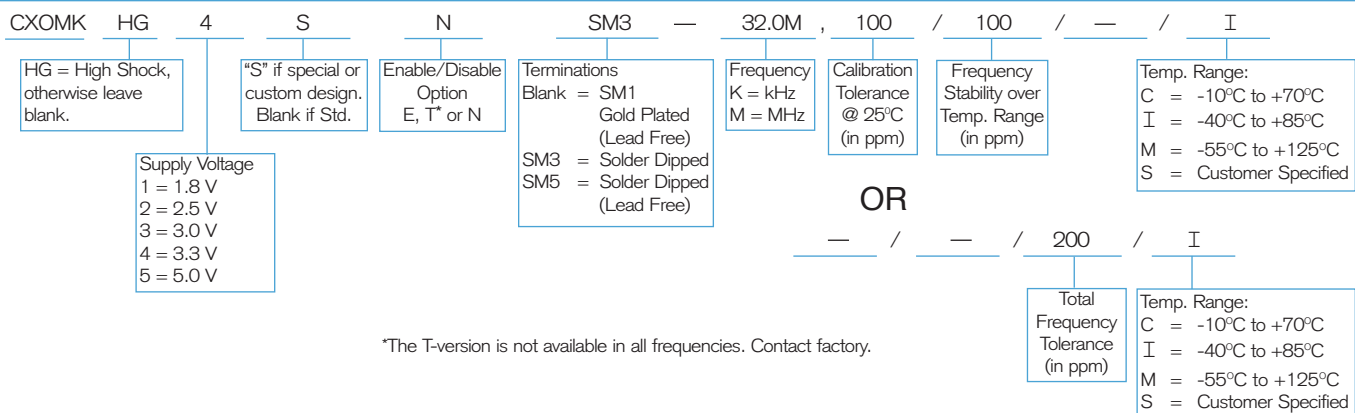 CXOMK HG 4 S N SM3 — 32.0M , 100 / 100 / — / I
HG = High Shock,
otherwise leave
blank.
Supply Voltage
1 = 1.8 V
2 = 2.5 V
3 = 3.0 V
4 = 3.3 V
5 = 5.0 V
"S" if special or
custom design.
Blank if Std.
Enable/Disable
Option
E, T* or N
Terminations
Blank = SM1
Gold Plated
(Lead Free)
SM3 = Solder Dipped
SM5 = Solder Dipped
(Lead Free)
Frequency
K = kHz
M = MHz
Calibration
Tolerance
@ 25ºC
(in ppm)
Frequency
Stability over
Temp. Range
(in ppm)
Temp. Range:
C = -10ºC to +70ºC
I = -40ºC to +85ºC
M = -55ºC to +125ºC
S = Customer Specified
OR
— / — / 200 / I
Total
Frequency
Tolerance
(in ppm)
Temp. Range:
C = -10ºC to +70ºC
I = -40ºC to +85ºC
M = -55ºC to +125ºC
S = Customer Specified
*The T-version is not available in all frequencies. Contact factory.